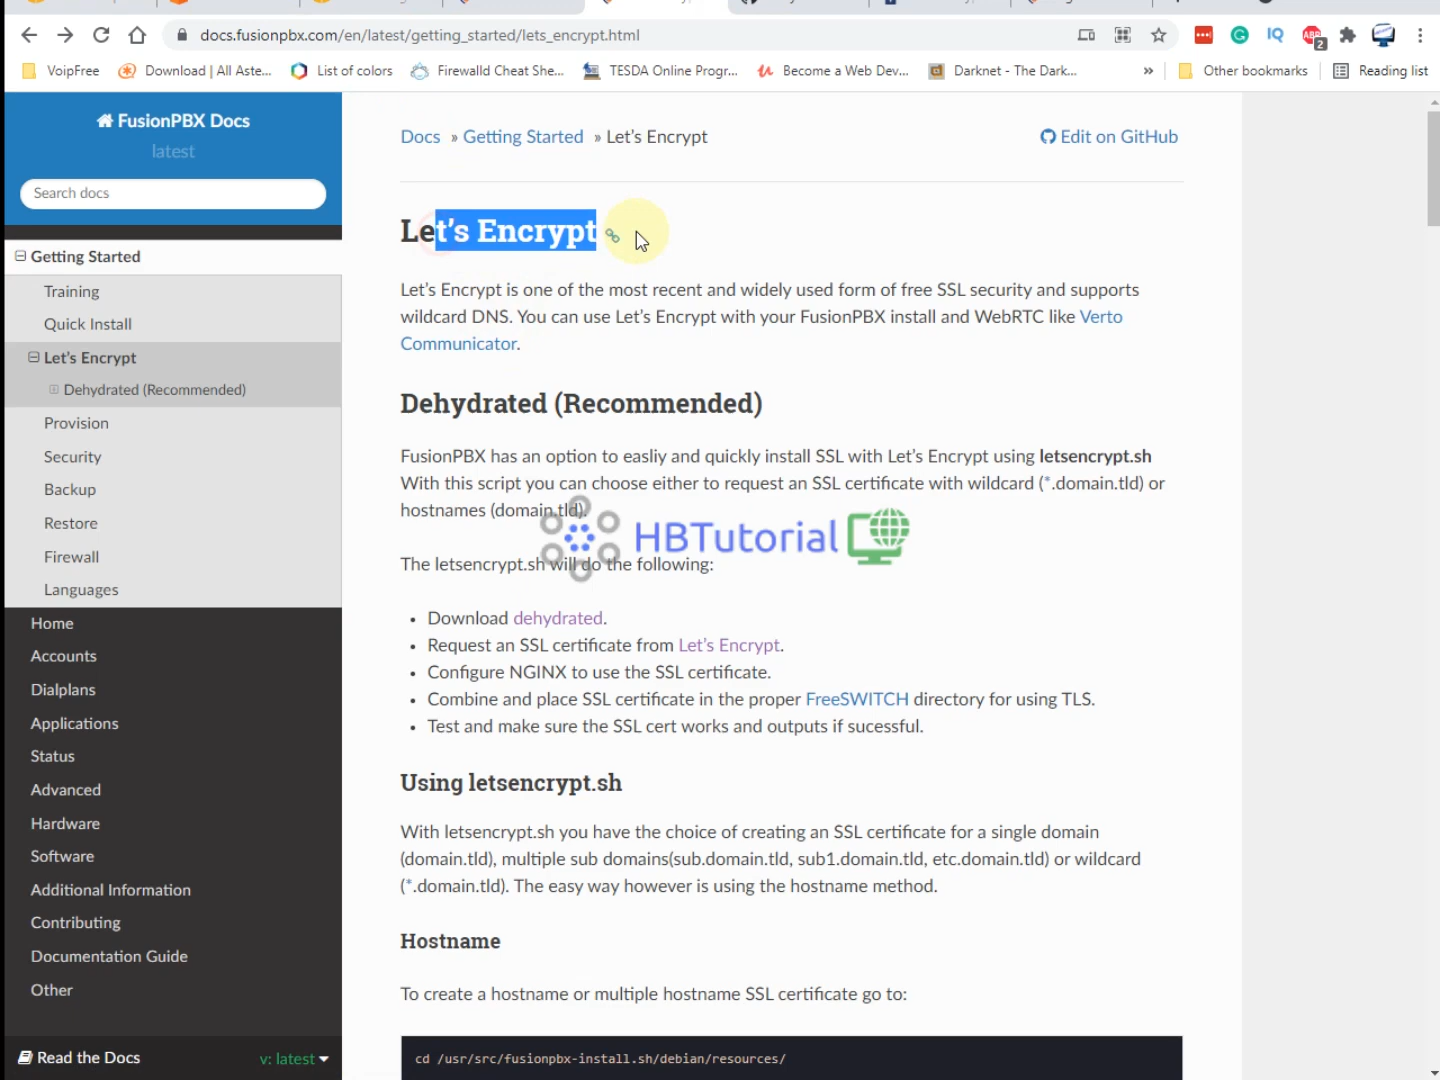 docs.fusionpbx.com/en/latest/getting_started/lets_encrypt.html
IQ
ABP
2
VoipFree
Download | All Aste...
List of colors
Firewalld Cheat She...
TESDA Online Progr...
Become a Web Dev...
Darknet - The Dark...
»
Other bookmarks
Reading list
FusionPBX Docs
latest
Search docs
Getting Started
Training
Quick Install
Let's Encrypt
Dehydrated (Recommended)
Provision
Security
Backup
Restore
Firewall
Languages
Home
Accounts
Dialplans
Applications
Status
Advanced
Hardware
Software
Additional Information
Contributing
Documentation Guide
Other
Read the Docs
v: latest
Docs » Getting Started » Let's Encrypt
Edit on GitHub
Let's Encrypt
Let's Encrypt is one of the most recent and widely used form of free SSL security and supports
wildcard DNS. You can use Let's Encrypt with your FusionPBX install and WebRTC like Verto
Communicator.
Dehydrated (Recommended)
FusionPBX has an option to easliy and quickly install SSL with Let's Encrypt using letsencrypt.sh
With this script you can choose either to request an SSL certificate with wildcard (*.domain.tld) or
hostnames (domain.tld).
HBTutorial
The letsencrypt.sh will do the following:
• Download dehydrated.
• Request an SSL certificate from Let's Encrypt.
• Configure NGINX to use the SSL certificate.
• Combine and place SSL certificate in the proper FreeSWITCH directory for using TLS.
• Test and make sure the SSL cert works and outputs if sucessful.
Using letsencrypt.sh
With letsencrypt.sh you have the choice of creating an SSL certificate for a single domain
(domain.tld), multiple sub domains(sub.domain.tld, sub1.domain.tld, etc.domain.tld) or wildcard
(*.domain.tld). The easy way however is using the hostname method.
Hostname
To create a hostname or multiple hostname SSL certificate go to:
cd /usr/src/fusionpbx-install.sh/debian/resources/